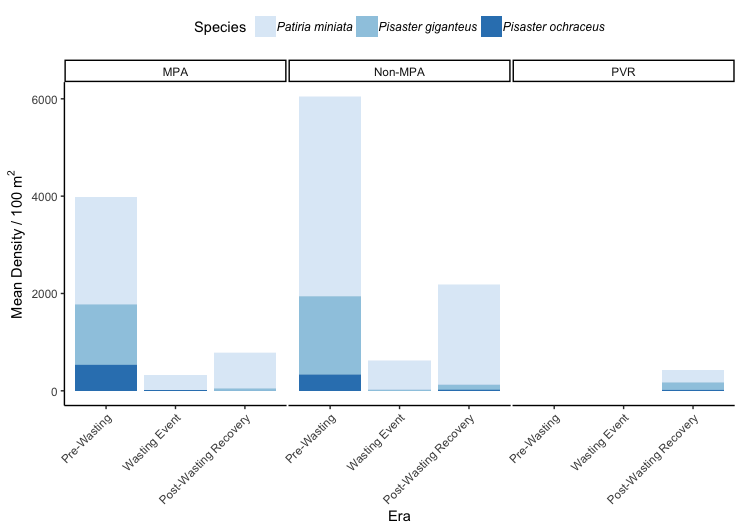 Species Patiria miniata Pisaster giganteus Pisaster ochraceus
MPA Non-MPA PVR
6000
4000
2000
0
Mean Density / 100 m²
Pre-Wasting Wasting Event Post-Wasting Recovery Pre-Wasting Wasting Event Post-Wasting Recovery Pre-Wasting Wasting Event Post-Wasting Recovery
Era